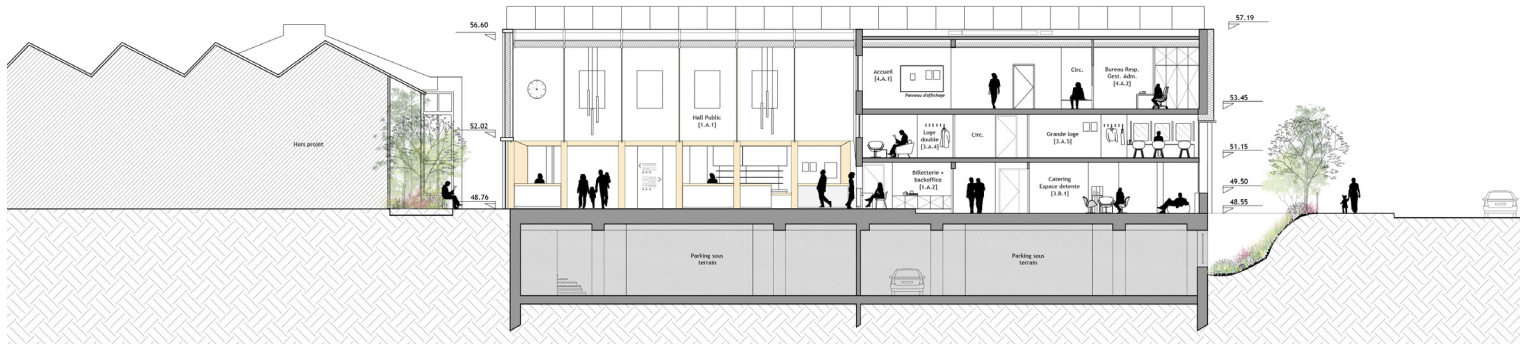 56.60
57.19
Accueil
[4.A.1]
Panneau d'affichage
Circ.
Bureau Resp.
Gest. Adm.
[4.A.2]
53.45
Hall Public
[1.A.1]
52.02
Loge
double
[3.A.4]
Circ.
Grande loge
[3.A.5]
Hors projet
51.15
Billetterie +
backoffice
[1.A.2]
Catering
Espace detente
[3.B.1]
49.50
48.76
48.55
Parking sous
terrain
Parking sous
terrain